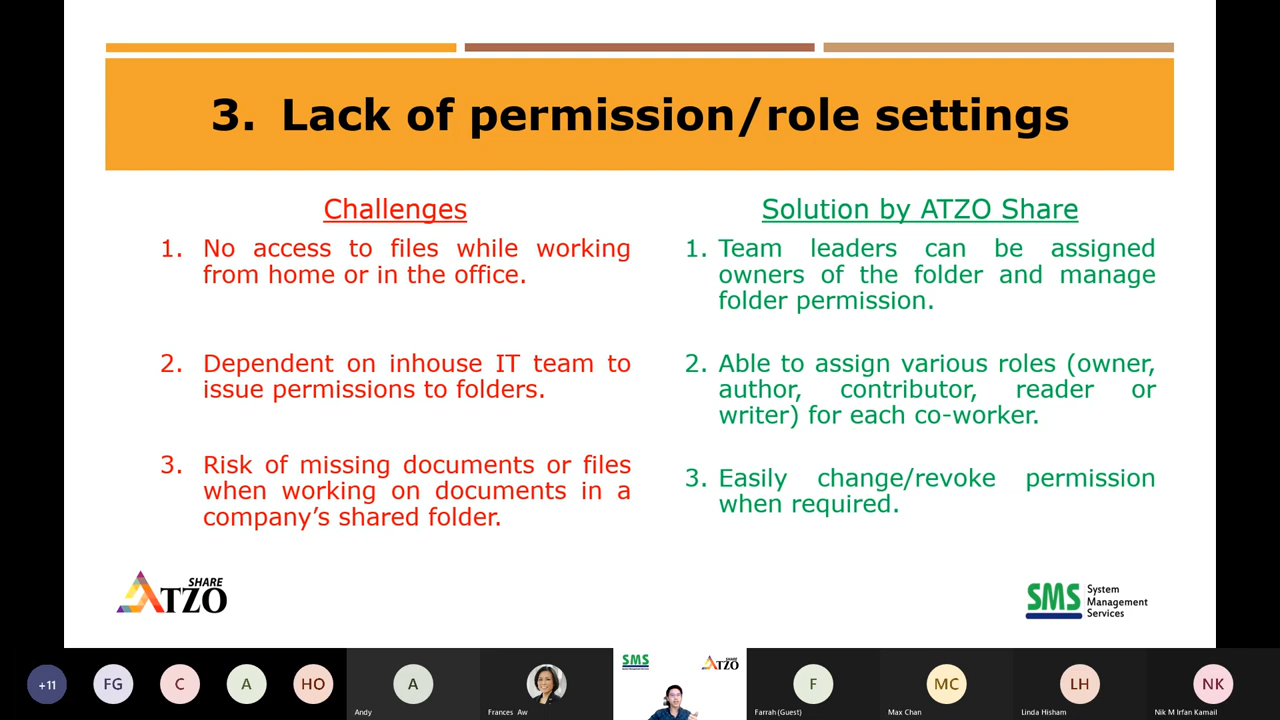 3. Lack of permission/role settings
Challenges
1. No access to files while working
from home or in the office.
2. Dependent on inhouse IT team to
issue permissions to folders.
3. Risk of missing documents or files
when working on documents in a
company’s shared folder.
Solution by ATZO Share
1. Team leaders can be assigned
owners of the folder and manage
folder permission.
2. Able to assign various roles (owner,
author, contributor, reader or
writer) for each co-worker.
3. Easily change/revoke permission
when required.
SHARE
ATZO
SMS
System
Management
Services
+11
FG
C
A
HO
A
Andy
Frances Aw
SMS
ATZO
F
Farrah (Guest)
MC
Max Chan
LH
Linda Hisham
NK
Nik M Irfan Kamail